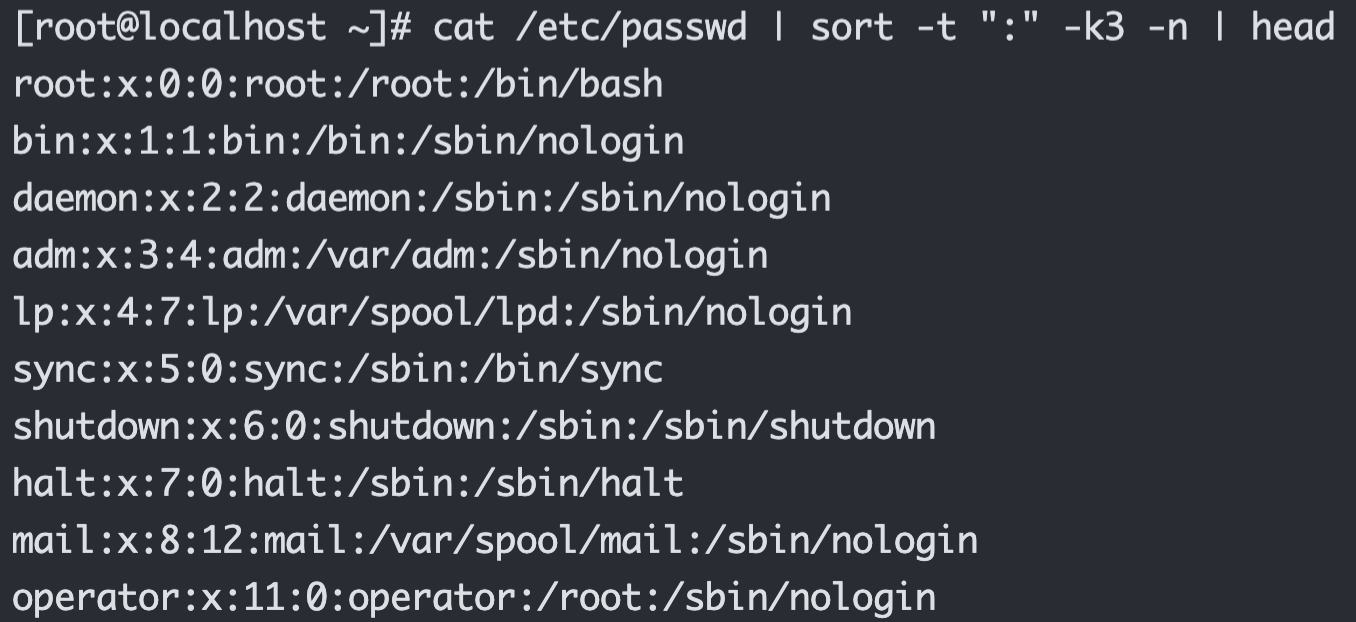 [root@localhost ~]# cat /etc/passwd | sort -t ":" -k3 -n | head
root:x:0:0:root:/root:/bin/bash
bin:x:1:1:bin:/bin:/sbin/nologin
daemon:x:2:2:daemon:/sbin:/sbin/nologin
adm:x:3:4:adm:/var/adm:/sbin/nologin
lp:x:4:7:lp:/var/spool/lpd:/sbin/nologin
sync:x:5:0:sync:/sbin:/bin/sync
shutdown:x:6:0:shutdown:/sbin:/sbin/shutdown
halt:x:7:0:halt:/sbin:/sbin/halt
mail:x:8:12:mail:/var/spool/mail:/sbin/nologin
operator:x:11:0:operator:/root:/sbin/nologin